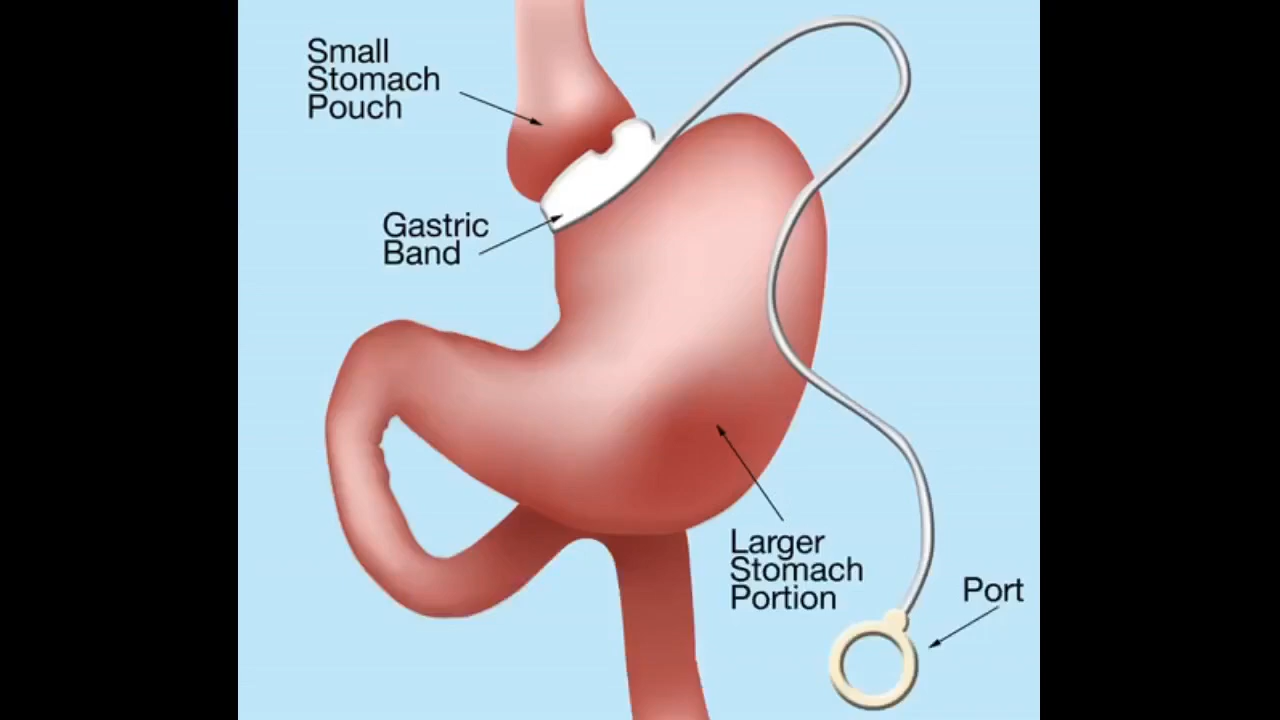 Small
Stomach
Pouch
Gastric
Band
Larger
Stomach
Portion
Port